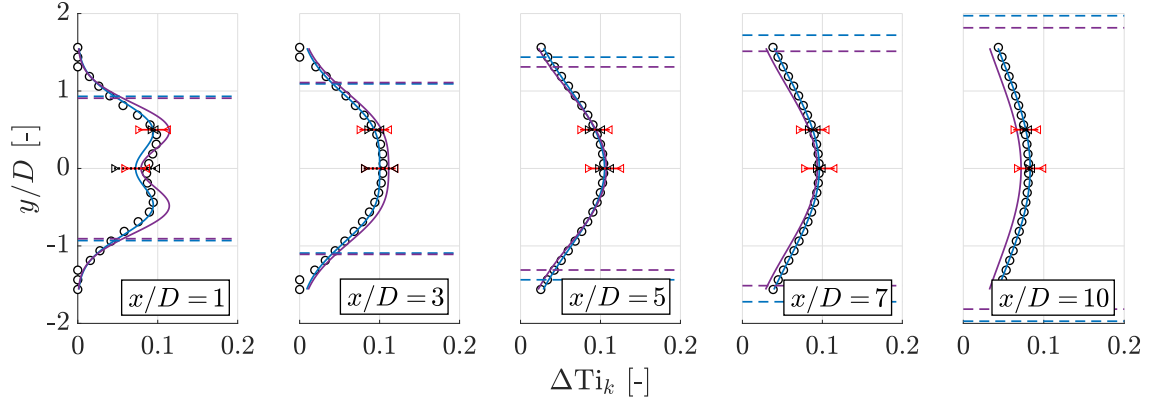 2
1
0
-1
-2
y/D [-]
x/D = 1
x/D = 3
x/D = 5
x/D = 7
x/D = 10
0 0.1 0.2 0 0.1 0.2 0 0.1 0.2 0 0.1 0.2 0 0.1 0.2
ΔTiₖ [-]